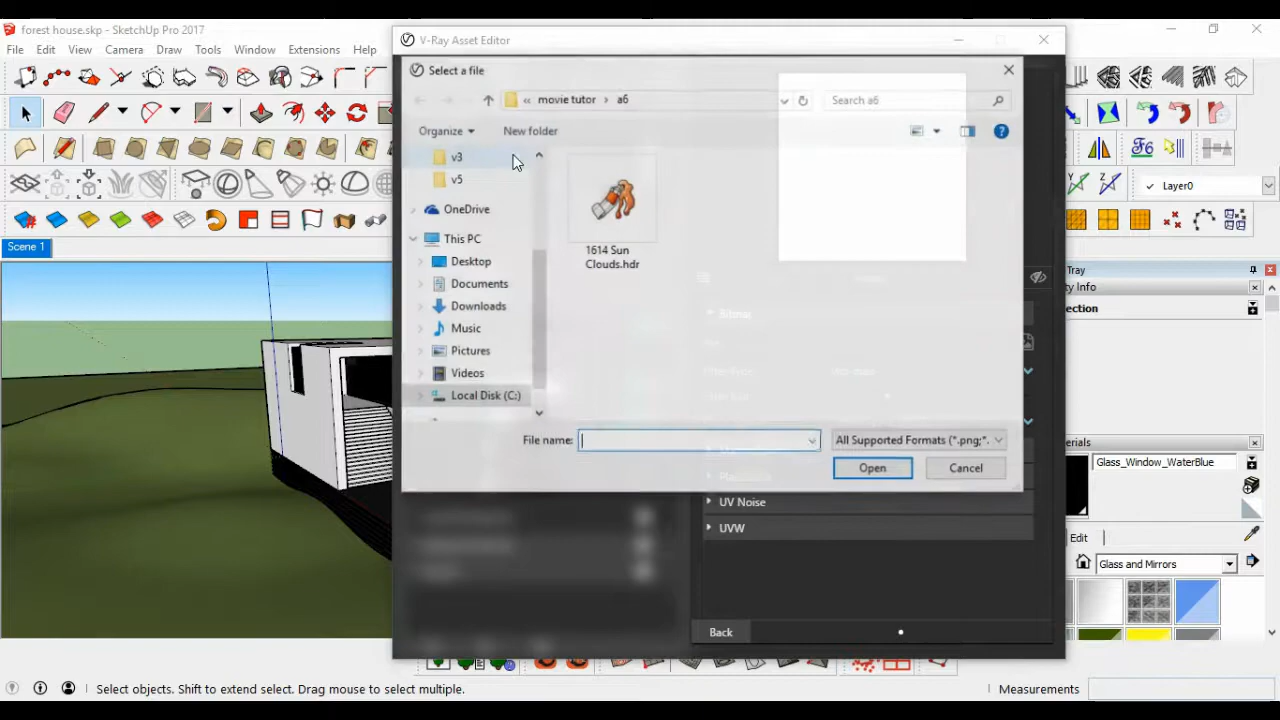 forest house.skp - SketchUp Pro 2017
File Edit View Camera Draw Tools Window Extensions Help
V-Ray Asset Editor
Select a file
« movie tutor › a6
Search a6
Organize
New folder
v3
v5
OneDrive
This PC
Desktop
Documents
Downloads
Music
Pictures
Videos
Local Disk (C:)
1614 Sun
Clouds.hdr
Bitmap
File name:
All Supported Formats (*.png;*.
Open
Cancel
UV Noise
UVW
Back
Layer0
Scene 1
Tray
ty Info
ection
erials
Glass_Window_WaterBlue
Edit
Glass and Mirrors
Select objects. Shift to extend select. Drag mouse to select multiple.
Measurements